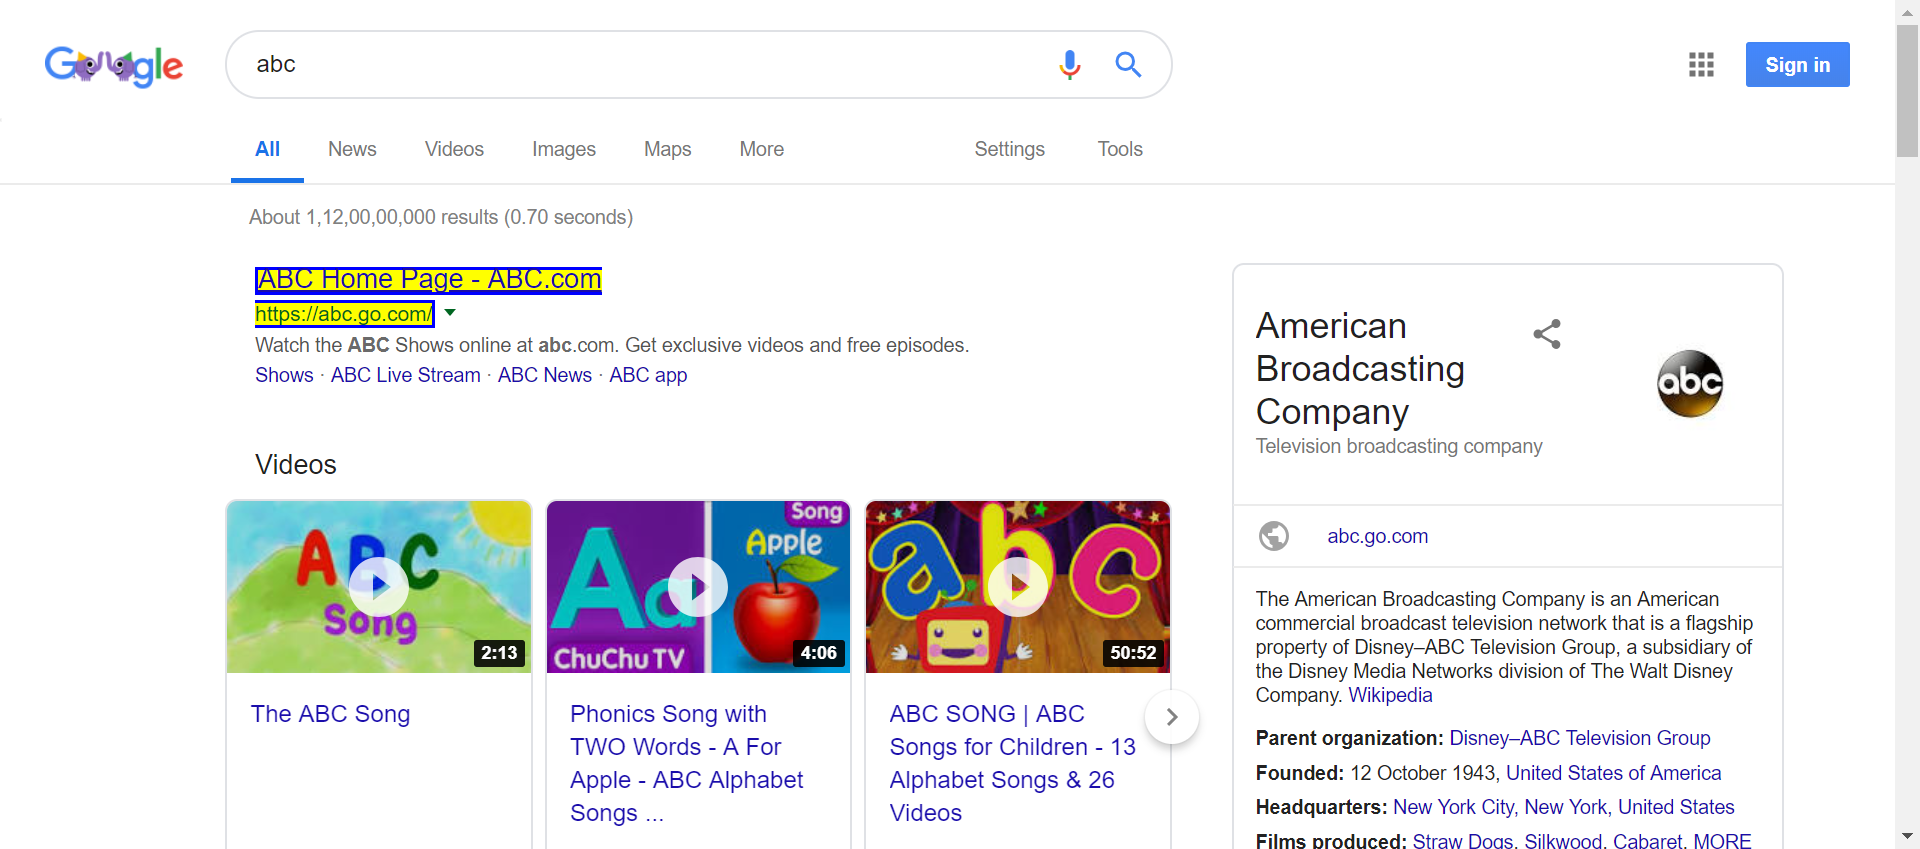 Google
abc
Sign in
All News Videos Images Maps More Settings Tools
About 1,12,00,00,000 results (0.70 seconds)
ABC Home Page - ABC.com
https://abc.go.com/
Watch the ABC Shows online at abc.com. Get exclusive videos and free episodes.
Shows · ABC Live Stream · ABC News · ABC app
Videos
ABC
Song
2:13
The ABC Song
Song
Aa
Apple
ChuChu TV
4:06
Phonics Song with
TWO Words - A For
Apple - ABC Alphabet
Songs ...
abc
50:52
ABC SONG | ABC
Songs for Children - 13
Alphabet Songs & 26
Videos
American
Broadcasting
Company
Television broadcasting company
abc
abc.go.com
The American Broadcasting Company is an American
commercial broadcast television network that is a flagship
property of Disney–ABC Television Group, a subsidiary of
the Disney Media Networks division of The Walt Disney
Company. Wikipedia
Parent organization: Disney–ABC Television Group
Founded: 12 October 1943, United States of America
Headquarters: New York City, New York, United States
Films produced: Straw Dogs, Silkwood, Cabaret, MORE